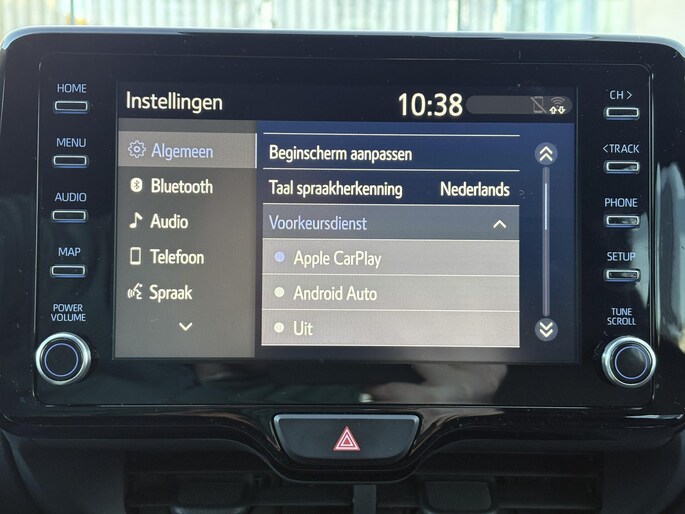 HOME
MENU
AUDIO
MAP
POWER
VOLUME
Instellingen
10:38
Algemeen
Bluetooth
Audio
Telefoon
Spraak
Beginscherm aanpassen
Taal spraakherkenning Nederlands
Voorkeursdienst
Apple CarPlay
Android Auto
Uit
CH >
<TRACK
PHONE
SETUP
TUNE
SCROLL